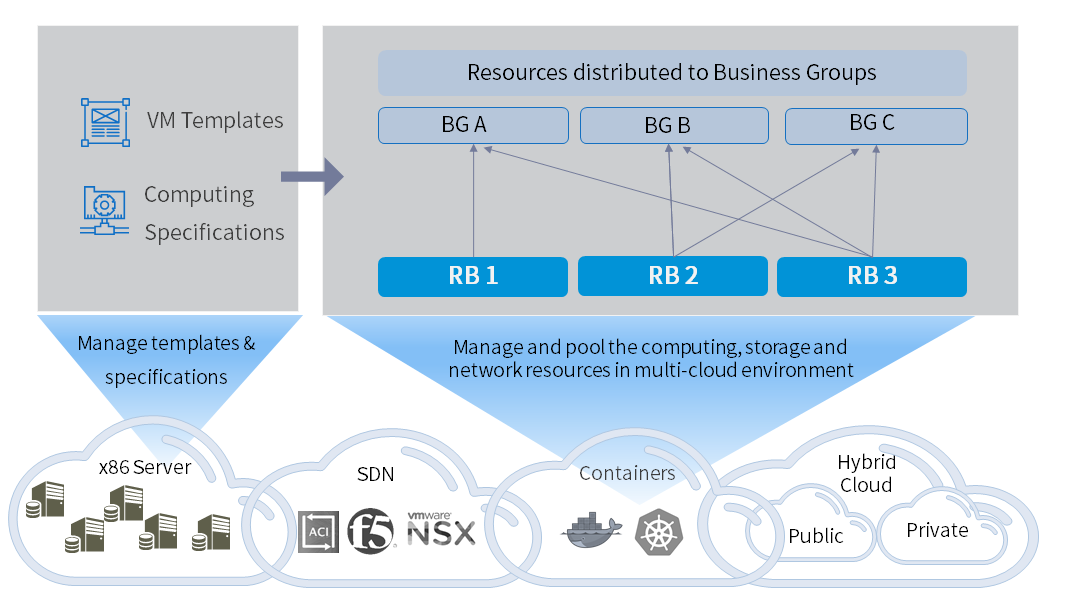 Resources distributed to Business Groups
VM Templates
BG A
BG B
BG C
Computing
Specifications
RB 1
RB 2
RB 3
Manage templates &
specifications
Manage and pool the computing, storage and
network resources in multi-cloud environment
x86 Server
SDN
Containers
Hybrid
Cloud
ACI
f5
vmware
NSX
Public
Private